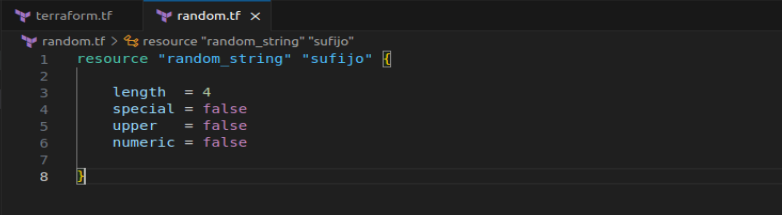 terraform.tf random.tf ×
random.tf > resource "random_string" "sufijo"
1 resource "random_string" "sufijo" {
2
3 length = 4
4 special = false
5 upper = false
6 numeric = false
7
8 }